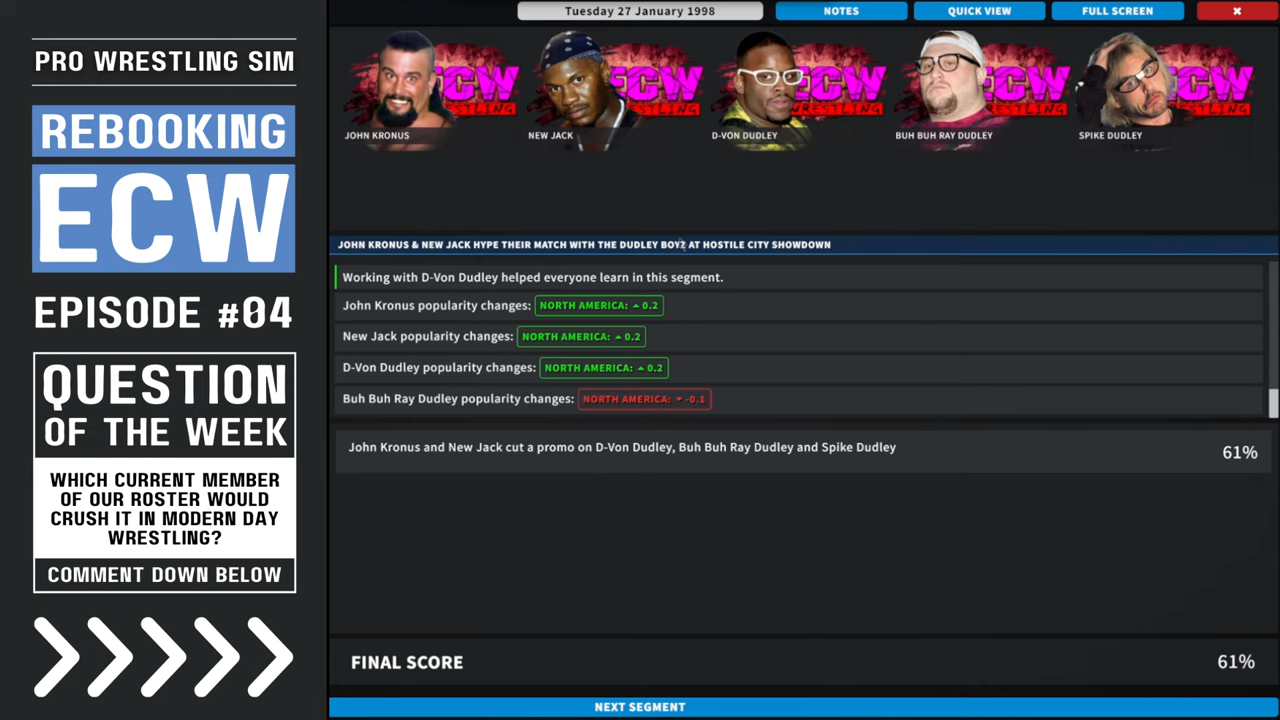 PRO WRESTLING SIM
REBOOKING
ECW
EPISODE #04
QUESTION
OF THE WEEK
WHICH CURRENT MEMBER
OF OUR ROSTER WOULD
CRUSH IT IN MODERN DAY
WRESTLING?
COMMENT DOWN BELOW
Tuesday 27 January 1998
NOTES
QUICK VIEW
FULL SCREEN
×
JOHN KRONUS
NEW JACK
D-VON DUDLEY
BUH BUH RAY DUDLEY
SPIKE DUDLEY
JOHN KRONUS & NEW JACK HYPE THEIR MATCH WITH THE DUDLEY BOYZ AT HOSTILE CITY SHOWDOWN
Working with D-Von Dudley helped everyone learn in this segment.
John Kronus popularity changes: NORTH AMERICA: 0.2
New Jack popularity changes: NORTH AMERICA: 0.2
D-Von Dudley popularity changes: NORTH AMERICA: 0.2
Buh Buh Ray Dudley popularity changes: NORTH AMERICA: -0.1
John Kronus and New Jack cut a promo on D-Von Dudley, Buh Buh Ray Dudley and Spike Dudley 61%
FINAL SCORE 61%
NEXT SEGMENT